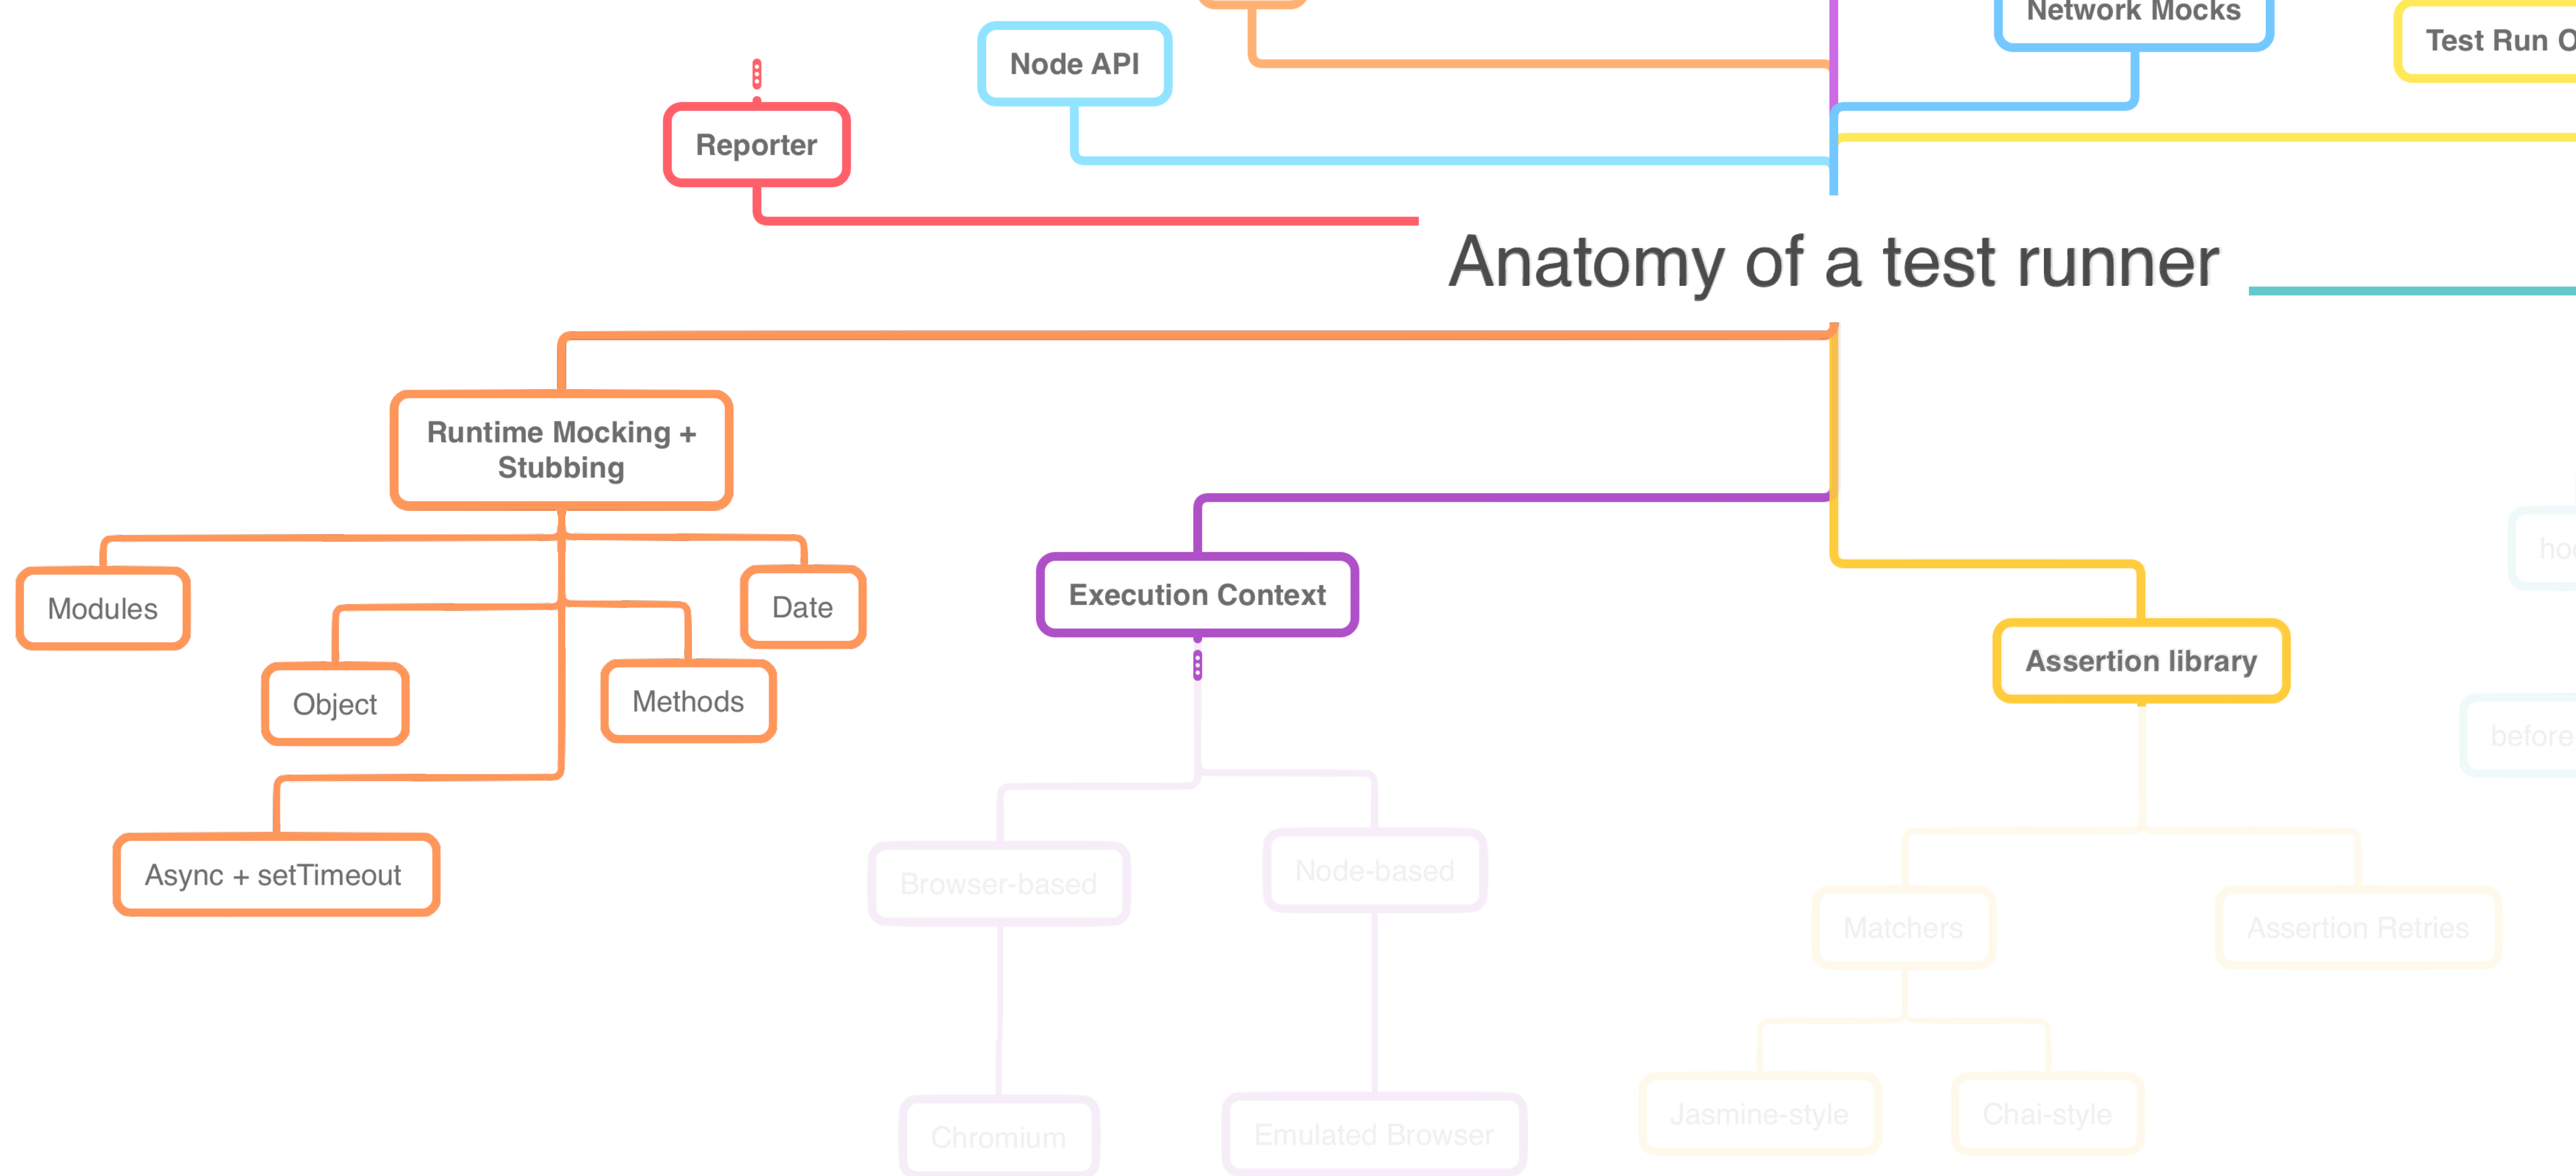 Network Mocks
Test Run O
Node API
Reporter
Anatomy of a test runner
Runtime Mocking +
Stubbing
Modules
Date
Object
Methods
Async + setTimeout
Execution Context
Browser-based
Node-based
Chromium
Emulated Browser
Assertion library
Matchers
Assertion Retries
Jasmine-style
Chai-style
hoo
before